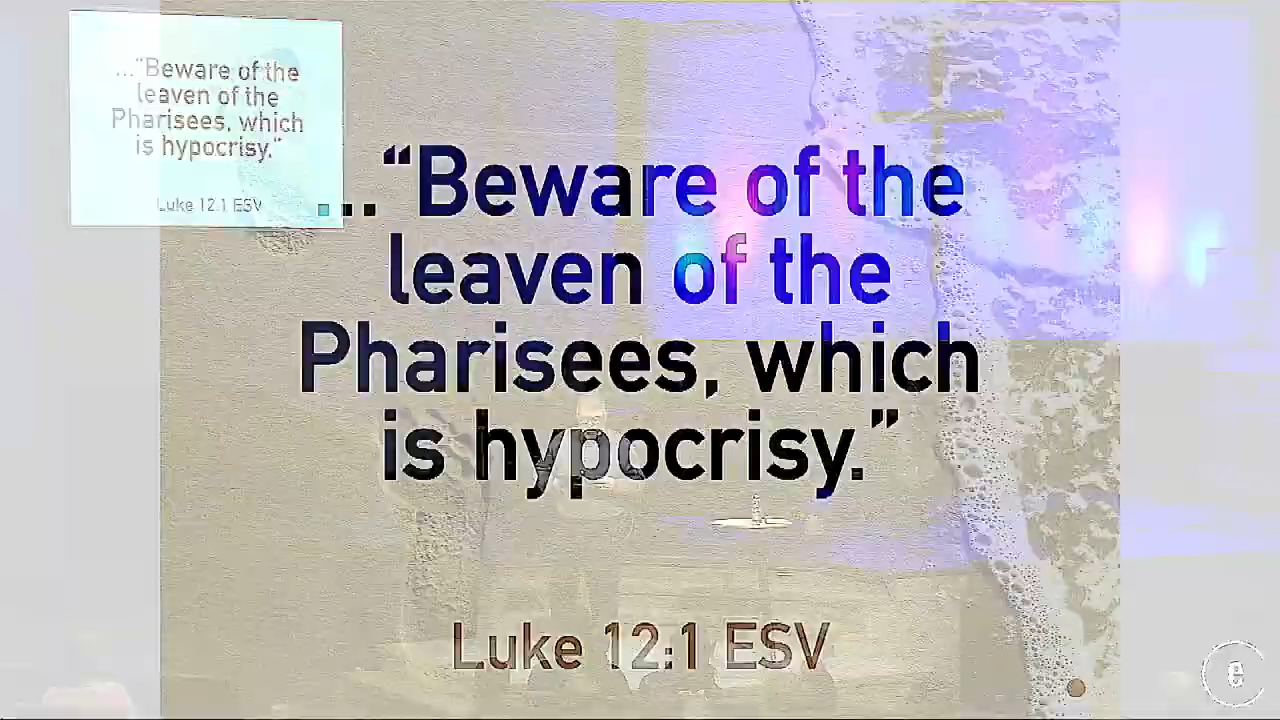 ..."Beware of the
leaven of the
Pharisees, which
is hypocrisy."
Luke 12:1 ESV
..."Beware of the
leaven of the
Pharisees, which
is hypocrisy."
Luke 12:1 ESV
e